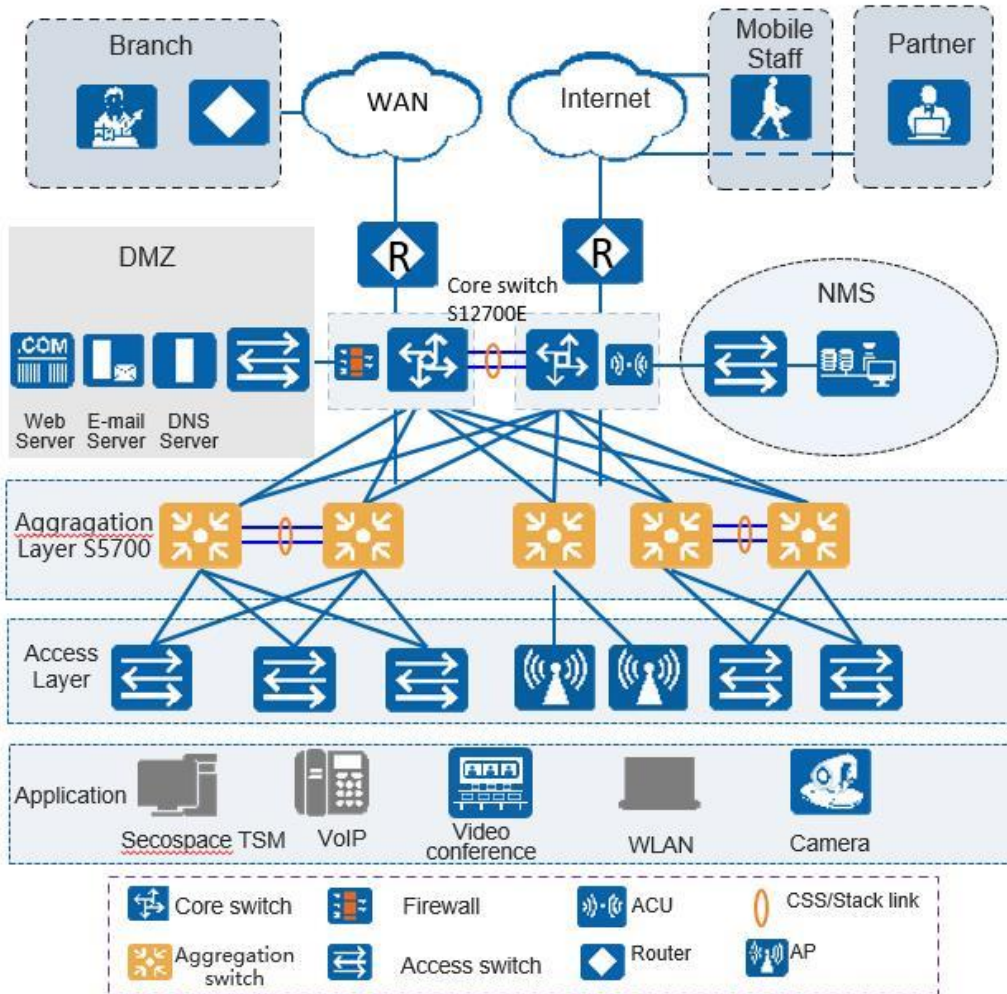 Branch
WAN
Internet
Mobile
Staff
Partner
DMZ
R
R
Core switch
S12700E
NMS
.COM
Web
Server
E-mail
Server
DNS
Server
Aggragation
Layer S5700
Access
Layer
Application
Secospace TSM
VoIP
Video
conference
WLAN
Camera
Core switch
Firewall
ACU
CSS/Stack link
Aggregation
switch
Access switch
Router
AP